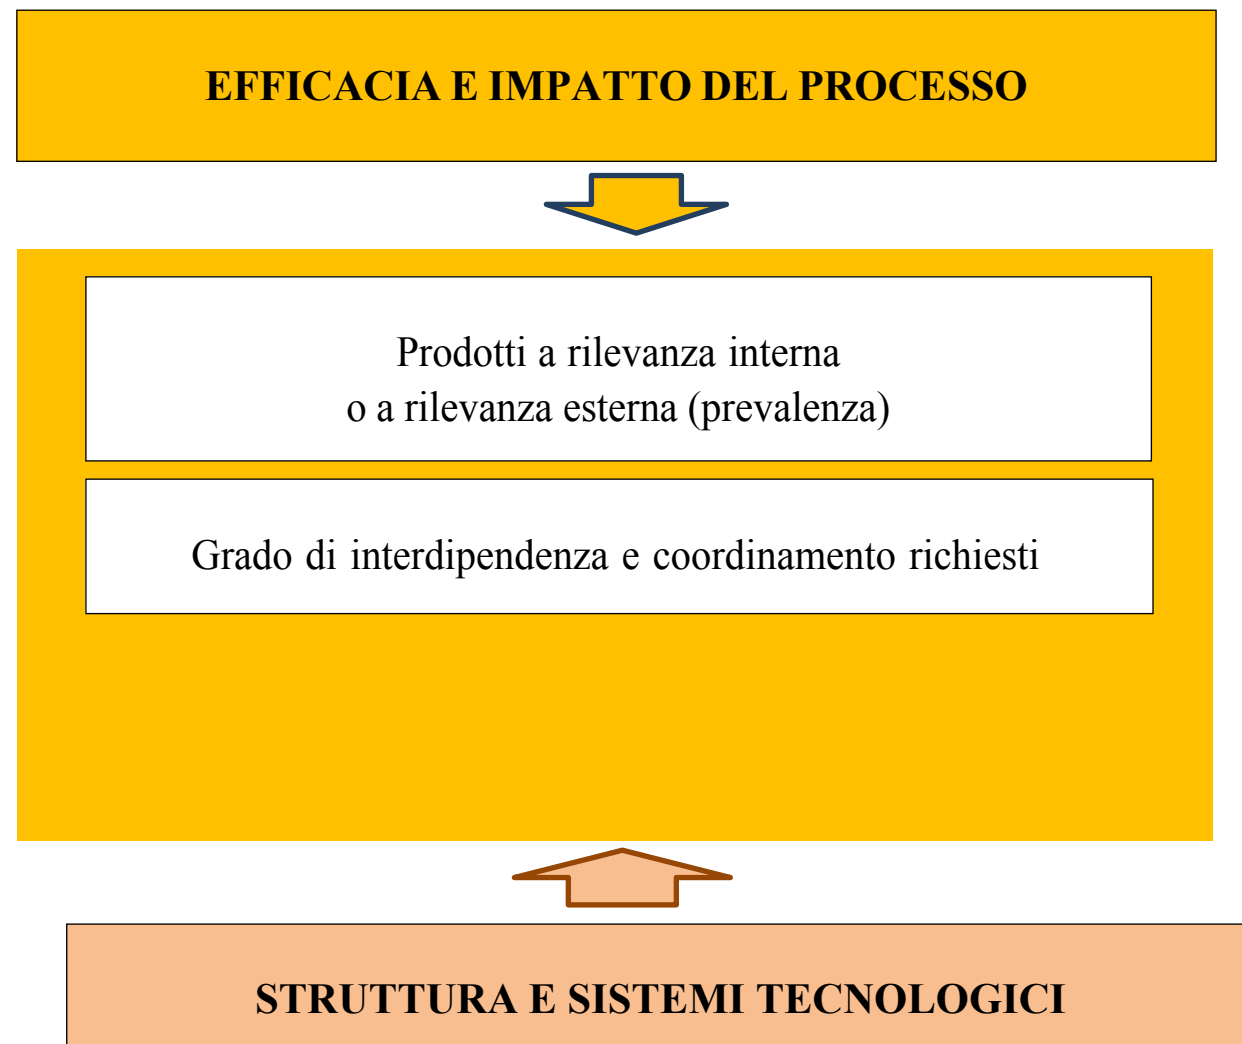 EFFICACIA E IMPATTO DEL PROCESSO
Prodotti a rilevanza interna
o a rilevanza esterna (prevalenza)
Grado di interdipendenza e coordinamento richiesti
STRUTTURA E SISTEMI TECNOLOGICI